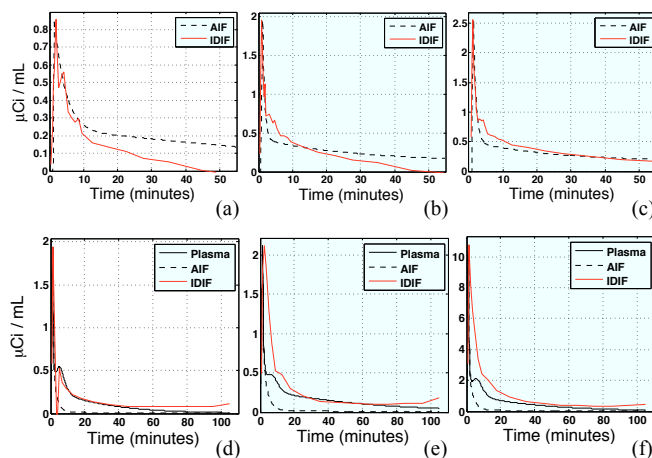 AIF
IDIF
AIF
IDIF
AIF
IDIF
μCi / mL
0.8
0.7
0.6
0.5
0.4
0.3
0.2
0.1
0
2
1.5
1
0.5
0
2.5
2
1.5
1
0.5
0
0 10 20 30 40 50
0 10 20 30 40 50
0 10 20 30 40 50
Time (minutes)
Time (minutes)
Time (minutes)
(a)
(b)
(c)
Plasma
AIF
IDIF
Plasma
AIF
IDIF
Plasma
AIF
IDIF
μCi / mL
2
1.5
1
0.5
0
2
1.5
1
0.5
0
10
8
6
4
2
0
0 20 40 60 80 100
0 20 40 60 80 100
0 20 40 60 80 100
Time (minutes)
Time (minutes)
Time (minutes)
(d)
(e)
(f)